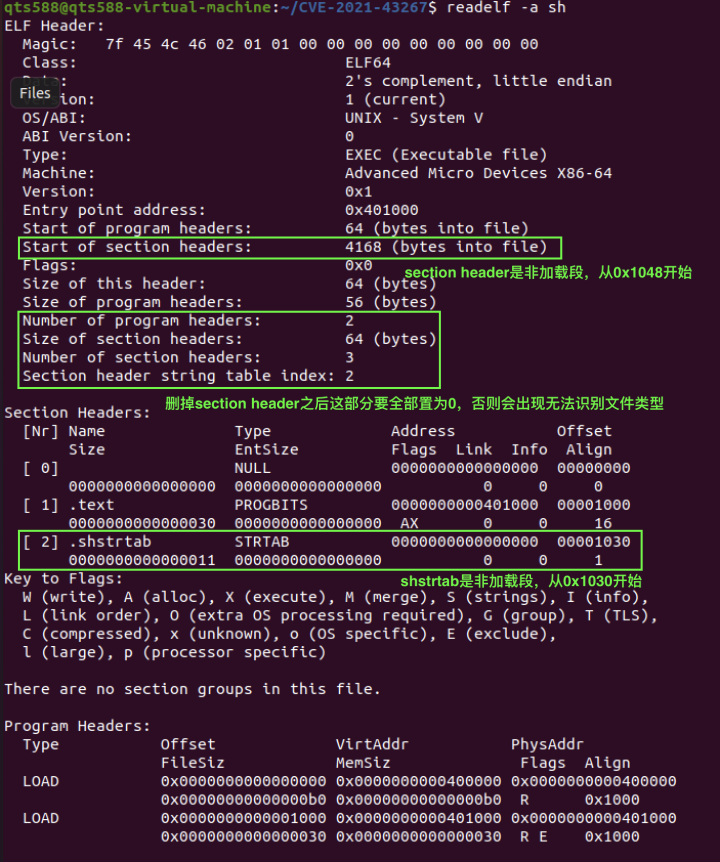 qts588@qts588-virtual-machine:~/CVE-2021-43267$ readelf -a sh
ELF Header:
Magic: 7f 45 4c 46 02 01 01 00 00 00 00 00 00 00 00 00
Class: ELF64
2's complement, little endian
Files
1 (current)
OS/ABI: UNIX - System V
ABI Version: 0
Type: EXEC (Executable file)
Machine: Advanced Micro Devices X86-64
Version: 0x1
Entry point address: 0x401000
Start of program headers: 64 (bytes into file)
Start of section headers: 4168 (bytes into file)
Flags: 0x0
section header是非加载段，从0x1048开始
Size of this header: 64 (bytes)
Size of program headers: 56 (bytes)
Number of program headers: 2
Size of section headers: 64 (bytes)
Number of section headers: 3
Section header string table index: 2
删掉section header之后这部分要全部置为0，否则会出现无法识别文件类型
Section Headers:
[Nr] Name Type Address Offset
Size EntSize Flags Link Info Align
[ 0] NULL 0000000000000000 00000000
0000000000000000 0000000000000000 0 0 0
[ 1] .text PROGBITS 0000000000401000 00001000
0000000000000030 0000000000000000 AX 0 0 16
[ 2] .shstrtab STRTAB 0000000000000000 00001030
0000000000000011 0000000000000000 0 0 1
Key to Flags:
shstrtab是非加载段，从0x1030开始
W (write), A (alloc), X (execute), M (merge), S (strings), I (info),
L (link order), O (extra OS processing required), G (group), T (TLS),
C (compressed), x (unknown), o (OS specific), E (exclude),
l (large), p (processor specific)
There are no section groups in this file.
Program Headers:
Type Offset VirtAddr PhysAddr
FileSiz MemSiz Flags Align
LOAD 0x0000000000000000 0x0000000000400000 0x0000000000400000
0x00000000000000b0 0x00000000000000b0 R 0x1000
LOAD 0x0000000000001000 0x0000000000401000 0x0000000000401000
0x0000000000000030 0x0000000000000030 R E 0x1000